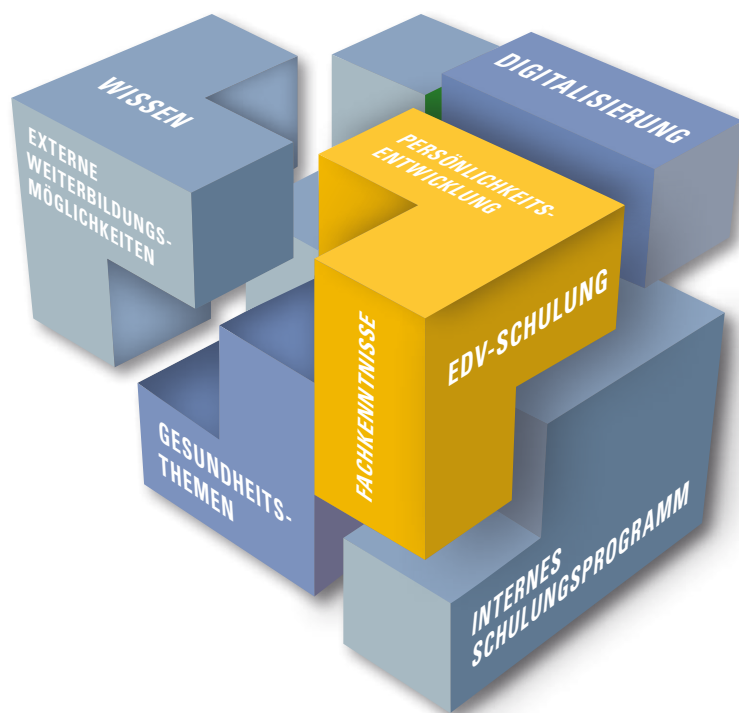 WISSEN
EXTERNE
WEITERBILDUNGS-
MÖGLICHKEITEN
DIGITALISIERUNG
PERSÖNLICHKEITS-
ENTWICKLUNG
EDV-SCHULUNG
FACHKENNTNISSE
GESUNDHEITS-
THEMEN
INTERNES
SCHULUNGSPROGRAMM